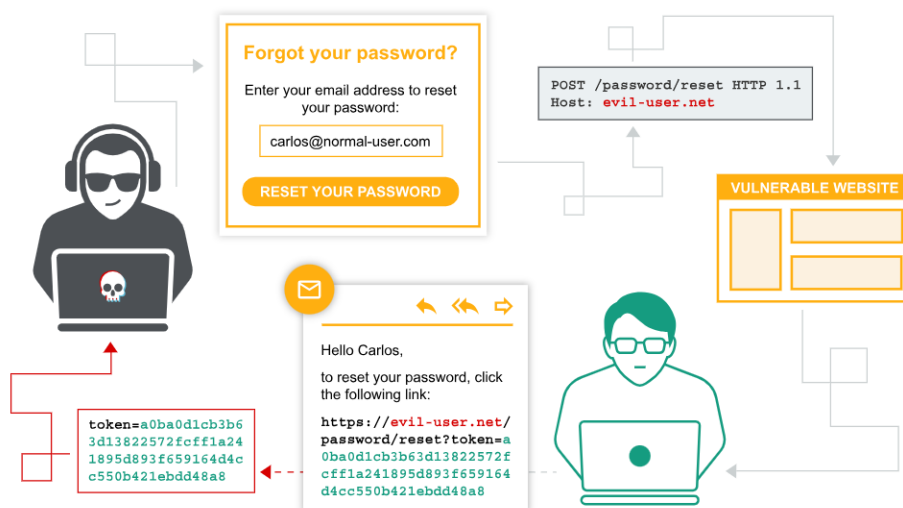 Forgot your password?
Enter your email address to reset
your password:
carlos@normal-user.com
RESET YOUR PASSWORD
POST /password/reset HTTP 1.1
Host: evil-user.net
VULNERABLE WEBSITE
Hello Carlos,
to reset your password, click
the following link:
https://evil-user.net/
password/reset?token=a
0ba0d1cb3b63d13822572f
cff1a241895d893f659164
d4cc550b421ebdd48a8
token=a0ba0d1cb3b6
3d13822572fcff1a24
1895d893f659164d4c
c550b421ebdd48a8